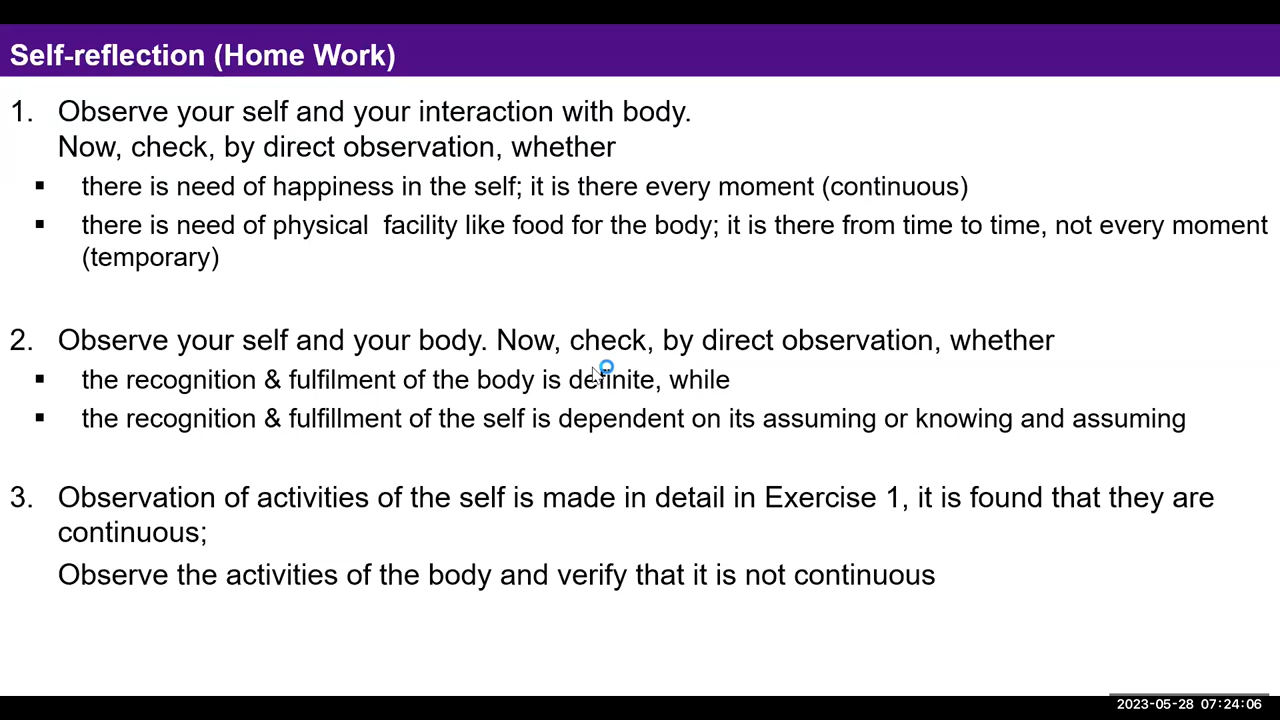 Self-reflection (Home Work)
1. Observe your self and your interaction with body.
Now, check, by direct observation, whether
▪ there is need of happiness in the self; it is there every moment (continuous)
▪ there is need of physical facility like food for the body; it is there from time to time, not every moment
(temporary)
2. Observe your self and your body. Now, check, by direct observation, whether
▪ the recognition & fulfilment of the body is definite, while
▪ the recognition & fulfillment of the self is dependent on its assuming or knowing and assuming
3. Observation of activities of the self is made in detail in Exercise 1, it is found that they are
continuous;
Observe the activities of the body and verify that it is not continuous
2023-05-28 07:24:06